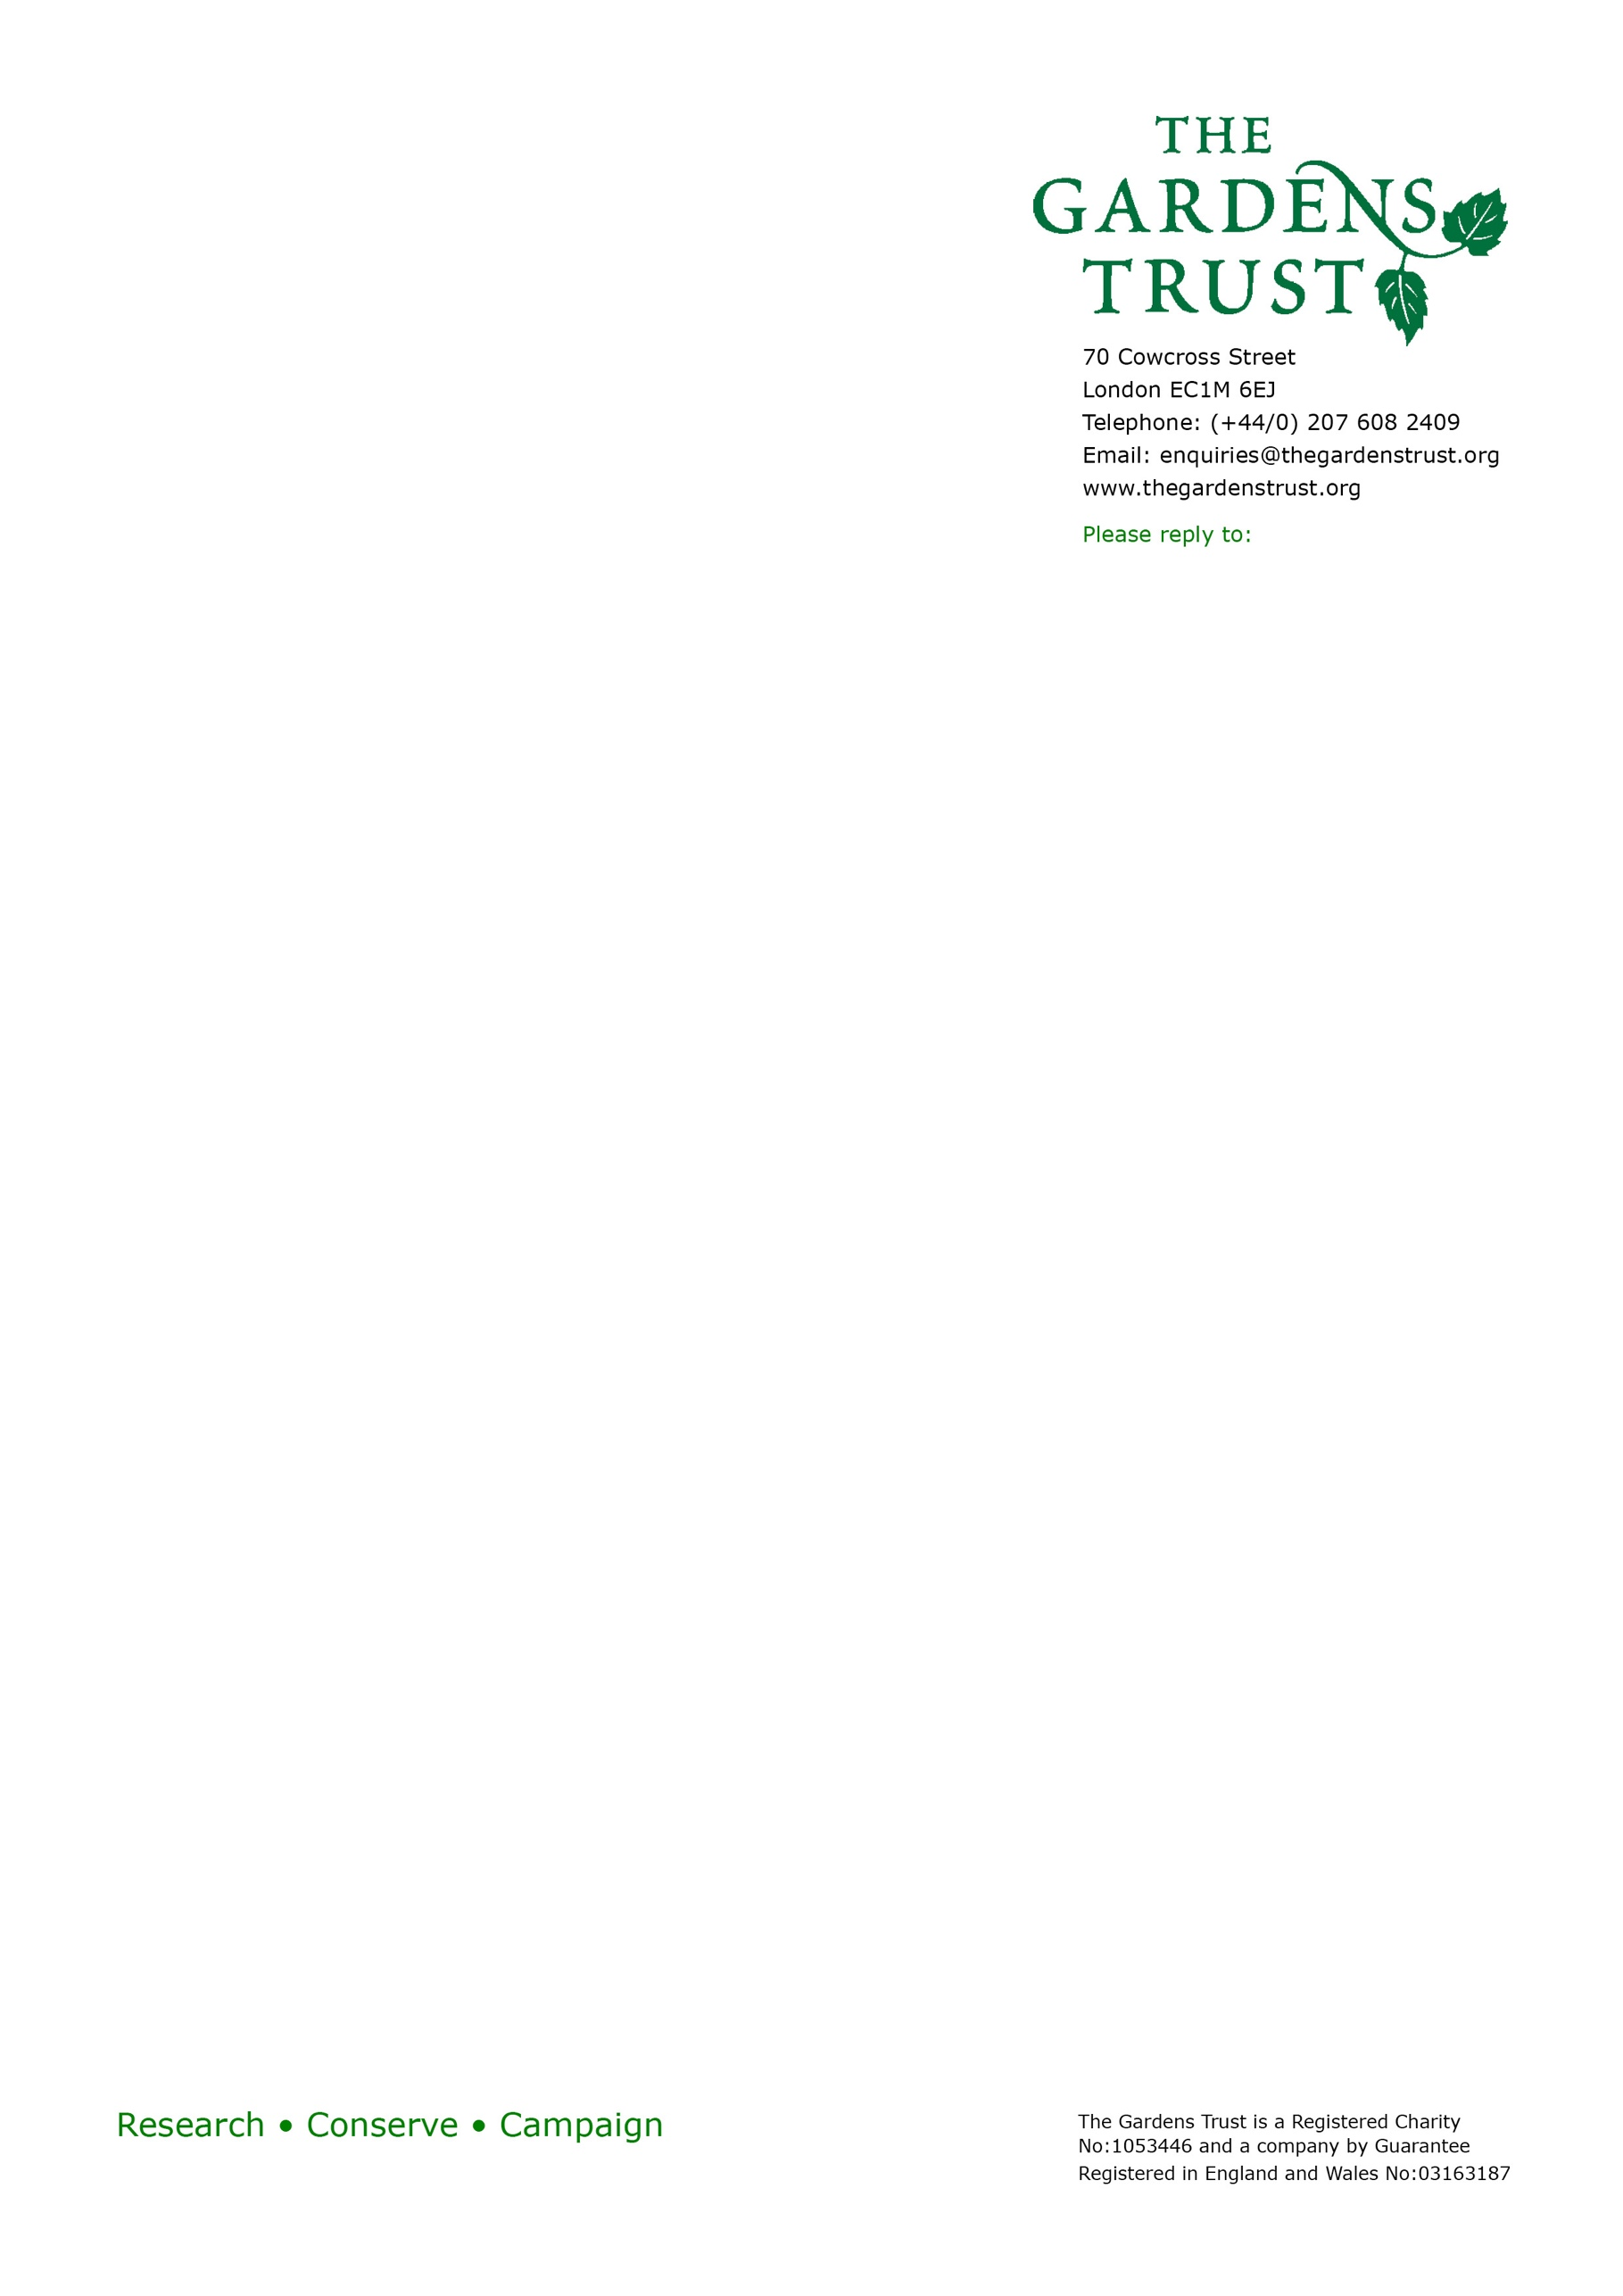 THE
GARDENS
TRUST
70 Cowcross Street
London EC1M 6EJ
Telephone: (+44/0) 207 608 2409
Email: enquiries@thegardenstrust.org
www.thegardenstrust.org
Please reply to:
Research • Conserve • Campaign
The Gardens Trust is a Registered Charity
No:1053446 and a company by Guarantee
Registered in England and Wales No:03163187